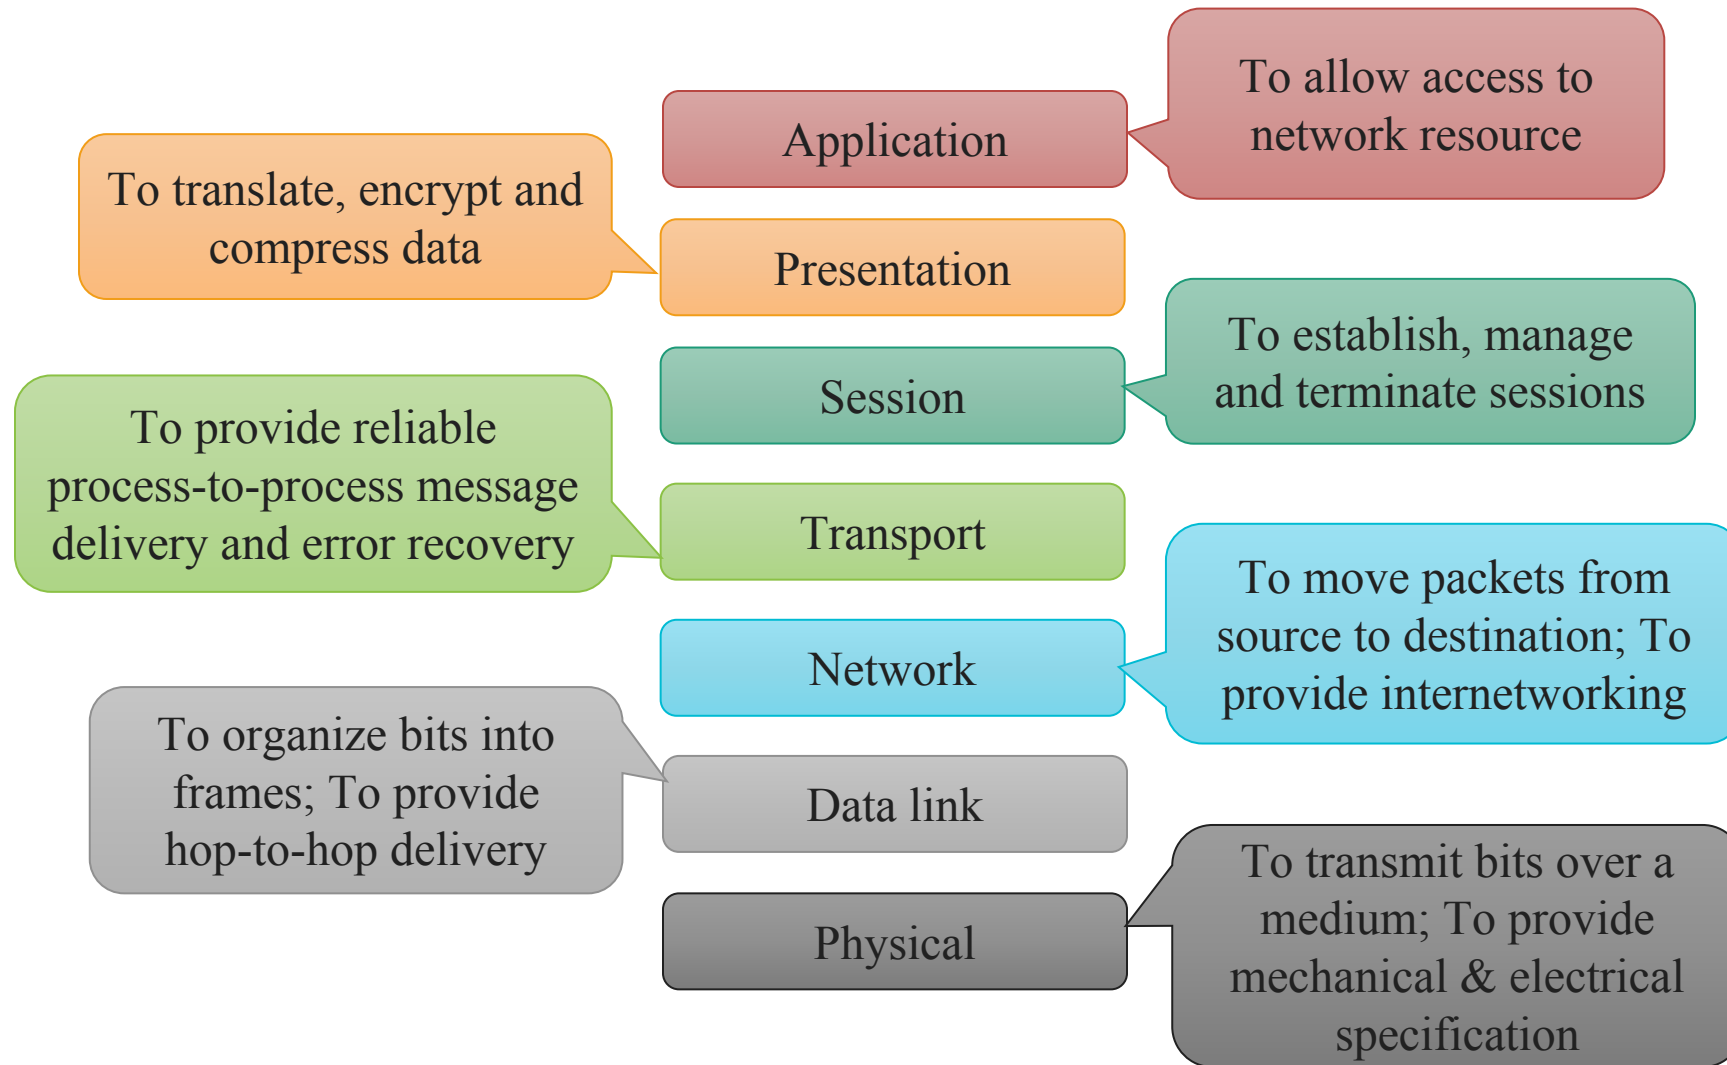 Application
To allow access to
network resource
To translate, encrypt and
compress data
Presentation
Session
To establish, manage
and terminate sessions
To provide reliable
process-to-process message
delivery and error recovery
Transport
Network
To move packets from
source to destination; To
provide internetworking
To organize bits into
frames; To provide
hop-to-hop delivery
Data link
Physical
To transmit bits over a
medium; To provide
mechanical & electrical
specification